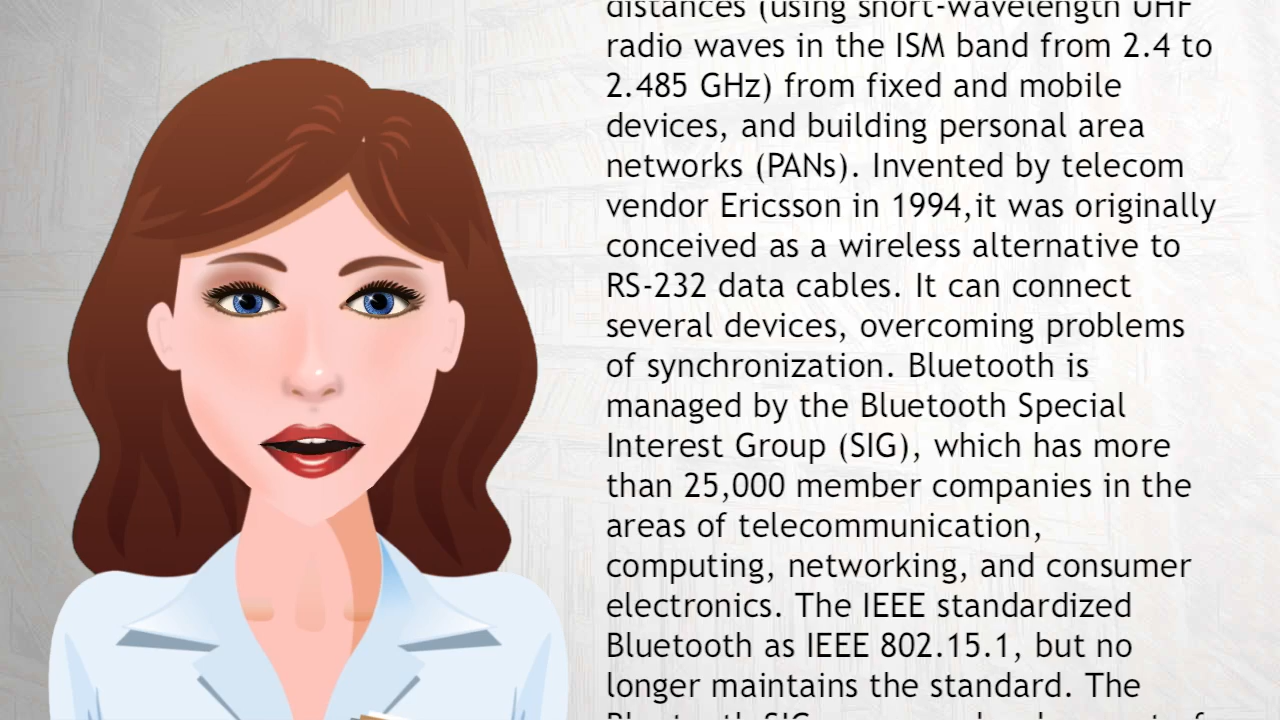 distances (using short-wavelength UHF
radio waves in the ISM band from 2.4 to
2.485 GHz) from fixed and mobile
devices, and building personal area
networks (PANs). Invented by telecom
vendor Ericsson in 1994,it was originally
conceived as a wireless alternative to
RS-232 data cables. It can connect
several devices, overcoming problems
of synchronization. Bluetooth is
managed by the Bluetooth Special
Interest Group (SIG), which has more
than 25,000 member companies in the
areas of telecommunication,
computing, networking, and consumer
electronics. The IEEE standardized
Bluetooth as IEEE 802.15.1, but no
longer maintains the standard. The
Bluetooth SIG